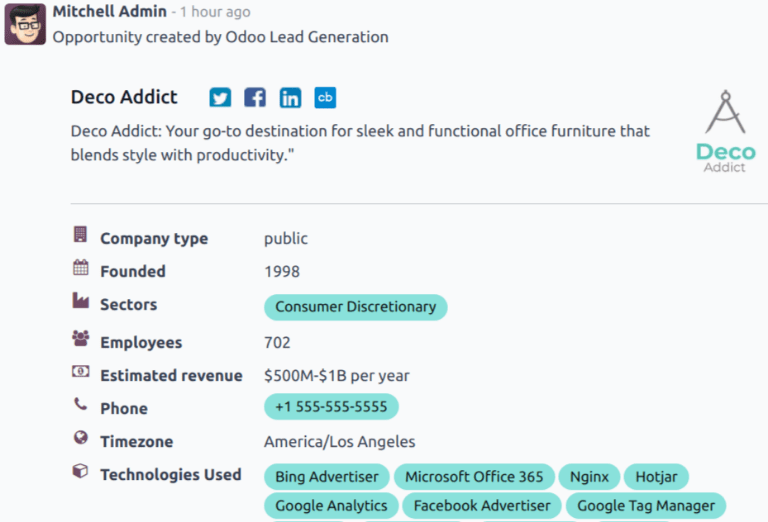 Mitchell Admin - 1 hour ago
Opportunity created by Odoo Lead Generation
Deco Addict
cb
Deco Addict: Your go-to destination for sleek and functional office furniture that
blends style with productivity."
Deco
Addict
Company type public
Founded 1998
Sectors Consumer Discretionary
Employees 702
Estimated revenue $500M-$1B per year
Phone +1 555-555-5555
Timezone America/Los Angeles
Technologies Used Bing Advertiser Microsoft Office 365 Nginx Hotjar
Google Analytics Facebook Advertiser Google Tag Manager